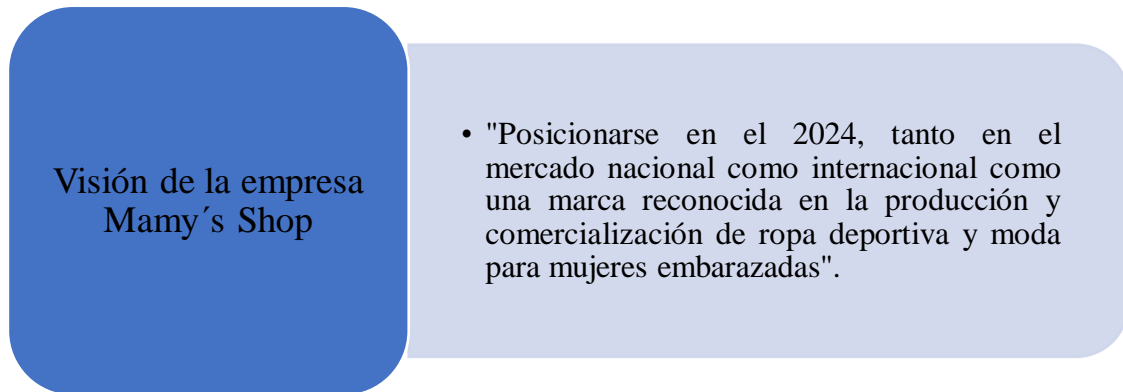 Visión de la empresa
Mamy´s Shop
• "Posicionarse en el 2024, tanto en el
mercado nacional como internacional como
una marca reconocida en la producción y
comercialización de ropa deportiva y moda
para mujeres embarazadas".